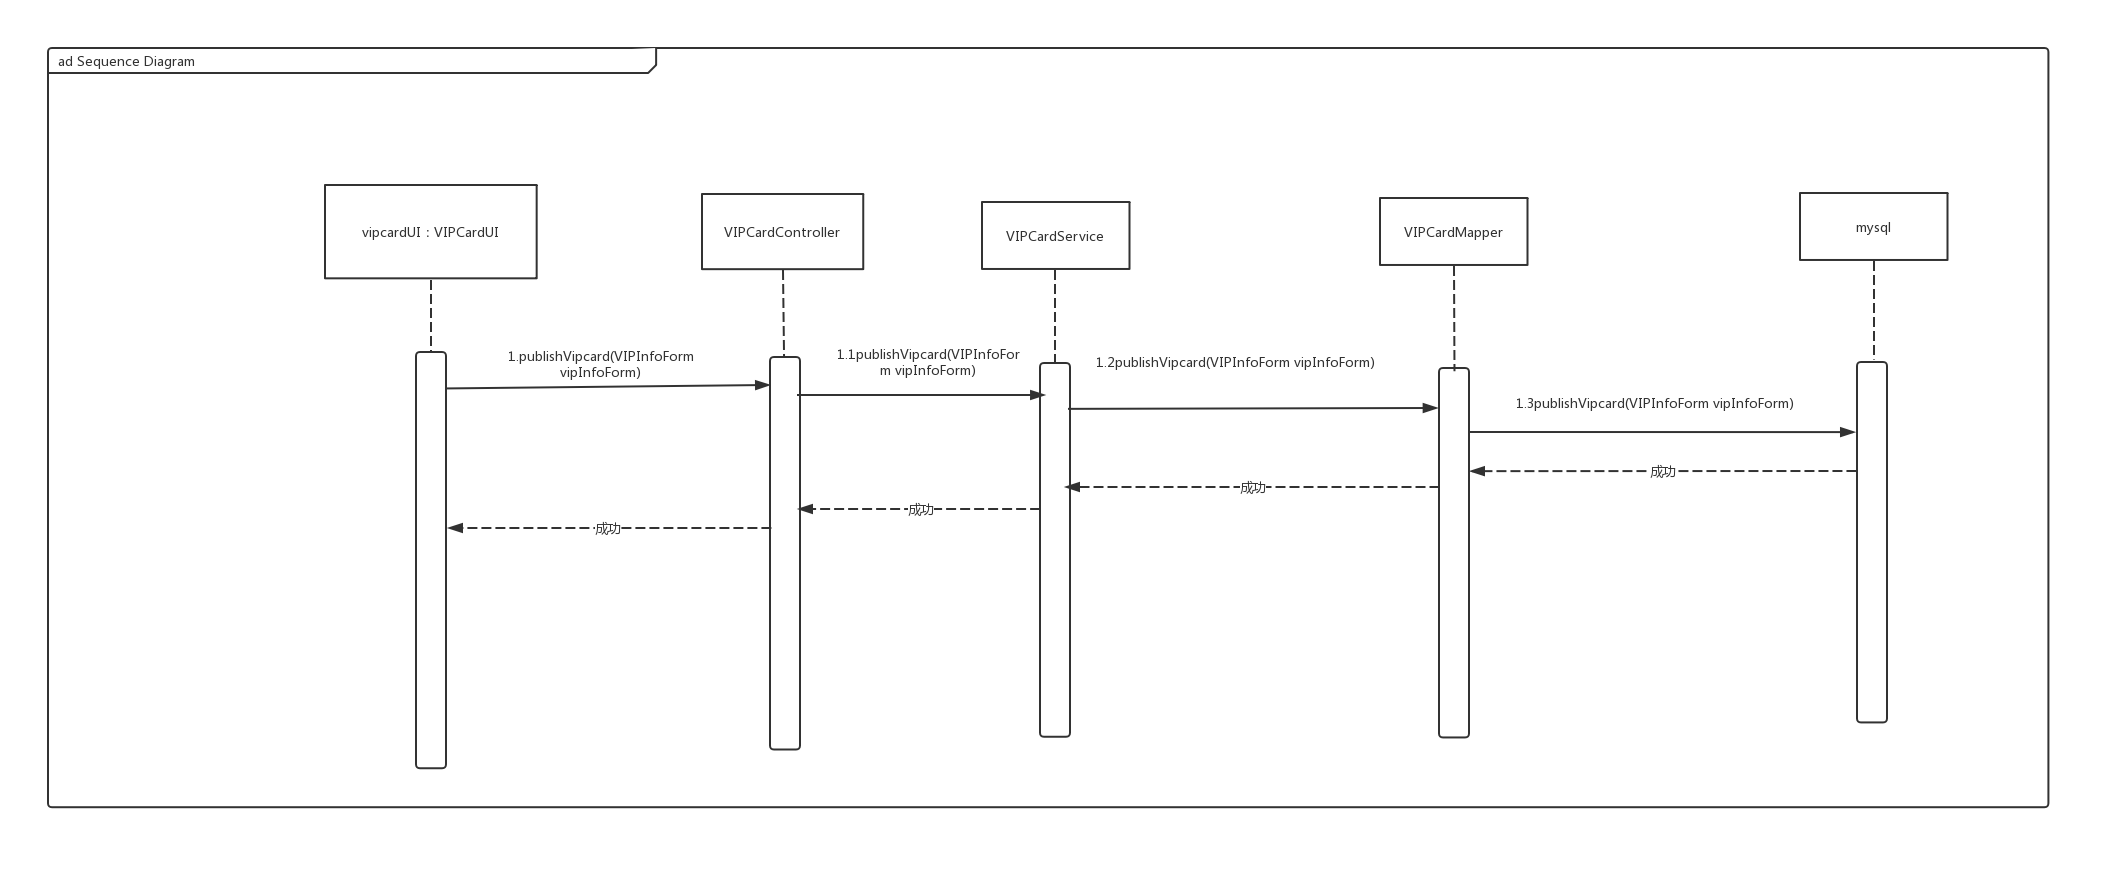 ad Sequence Diagram
vipcardUI：VIPCardUI
VIPCardController
VIPCardService
VIPCardMapper
mysql
1.publishVipcard(VIPInfoForm
vipInfoForm)
1.1publishVipcard(VIPInfoFor
m vipInfoForm)
1.2publishVipcard(VIPInfoForm vipInfoForm)
1.3publishVipcard(VIPInfoForm vipInfoForm)
成功
成功
成功
成功